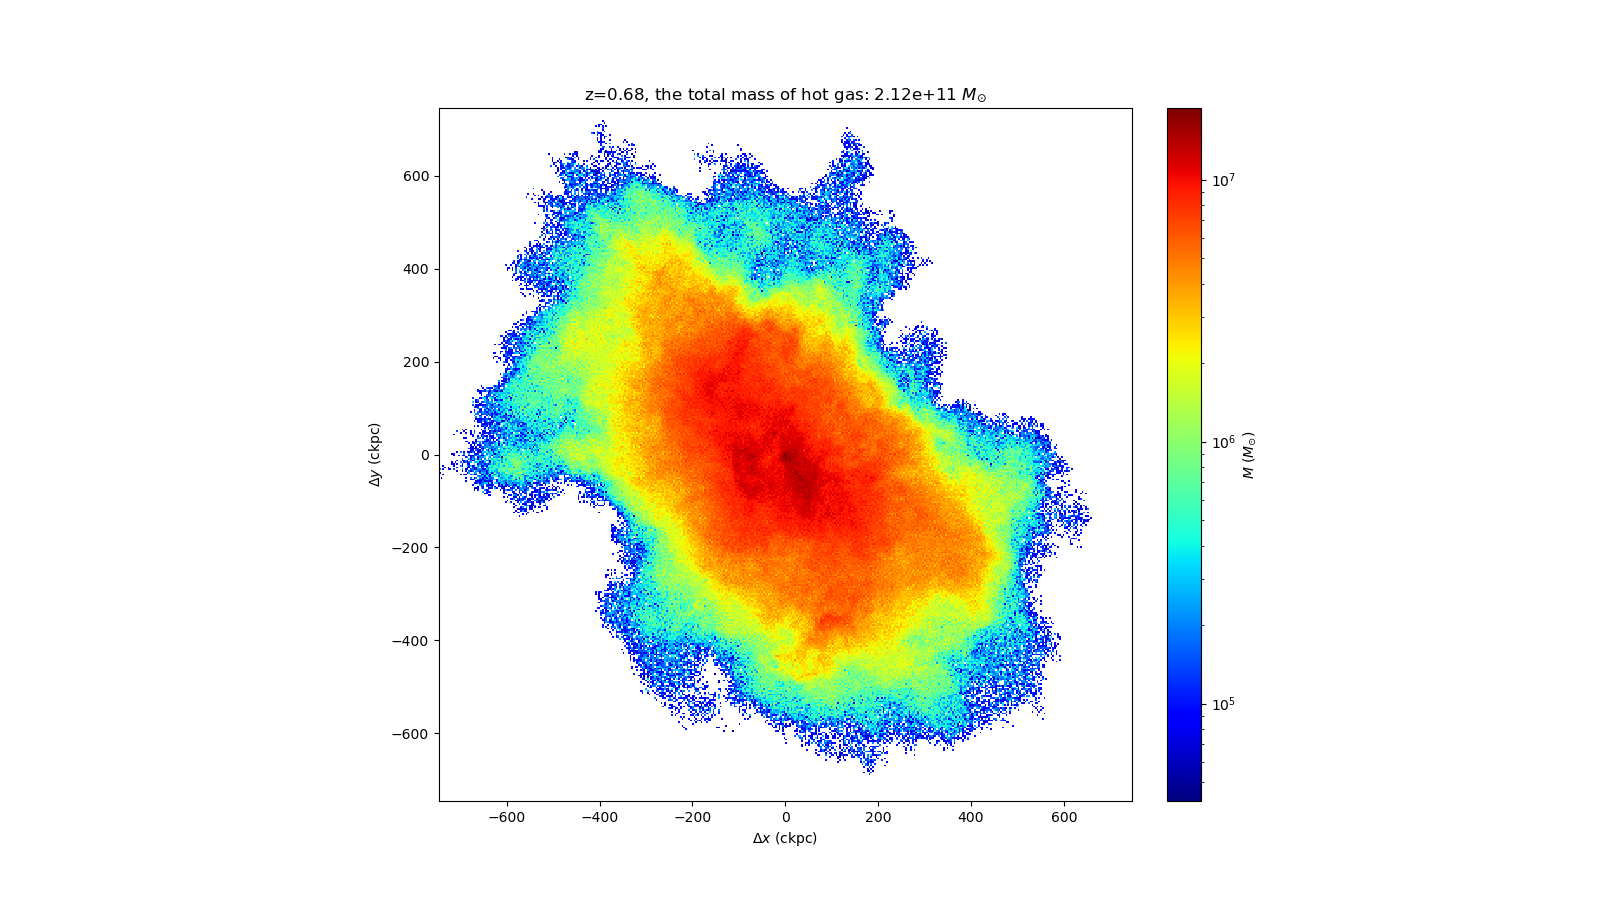 z=0.68, the total mass of hot gas: 2.12e+11 M⊙
600
400
200
0
−200
−400
−600
Δy (ckpc)
−600 −400 −200 0 200 400 600
Δx (ckpc)
10⁷
10⁶
10⁵
M (M⊙)